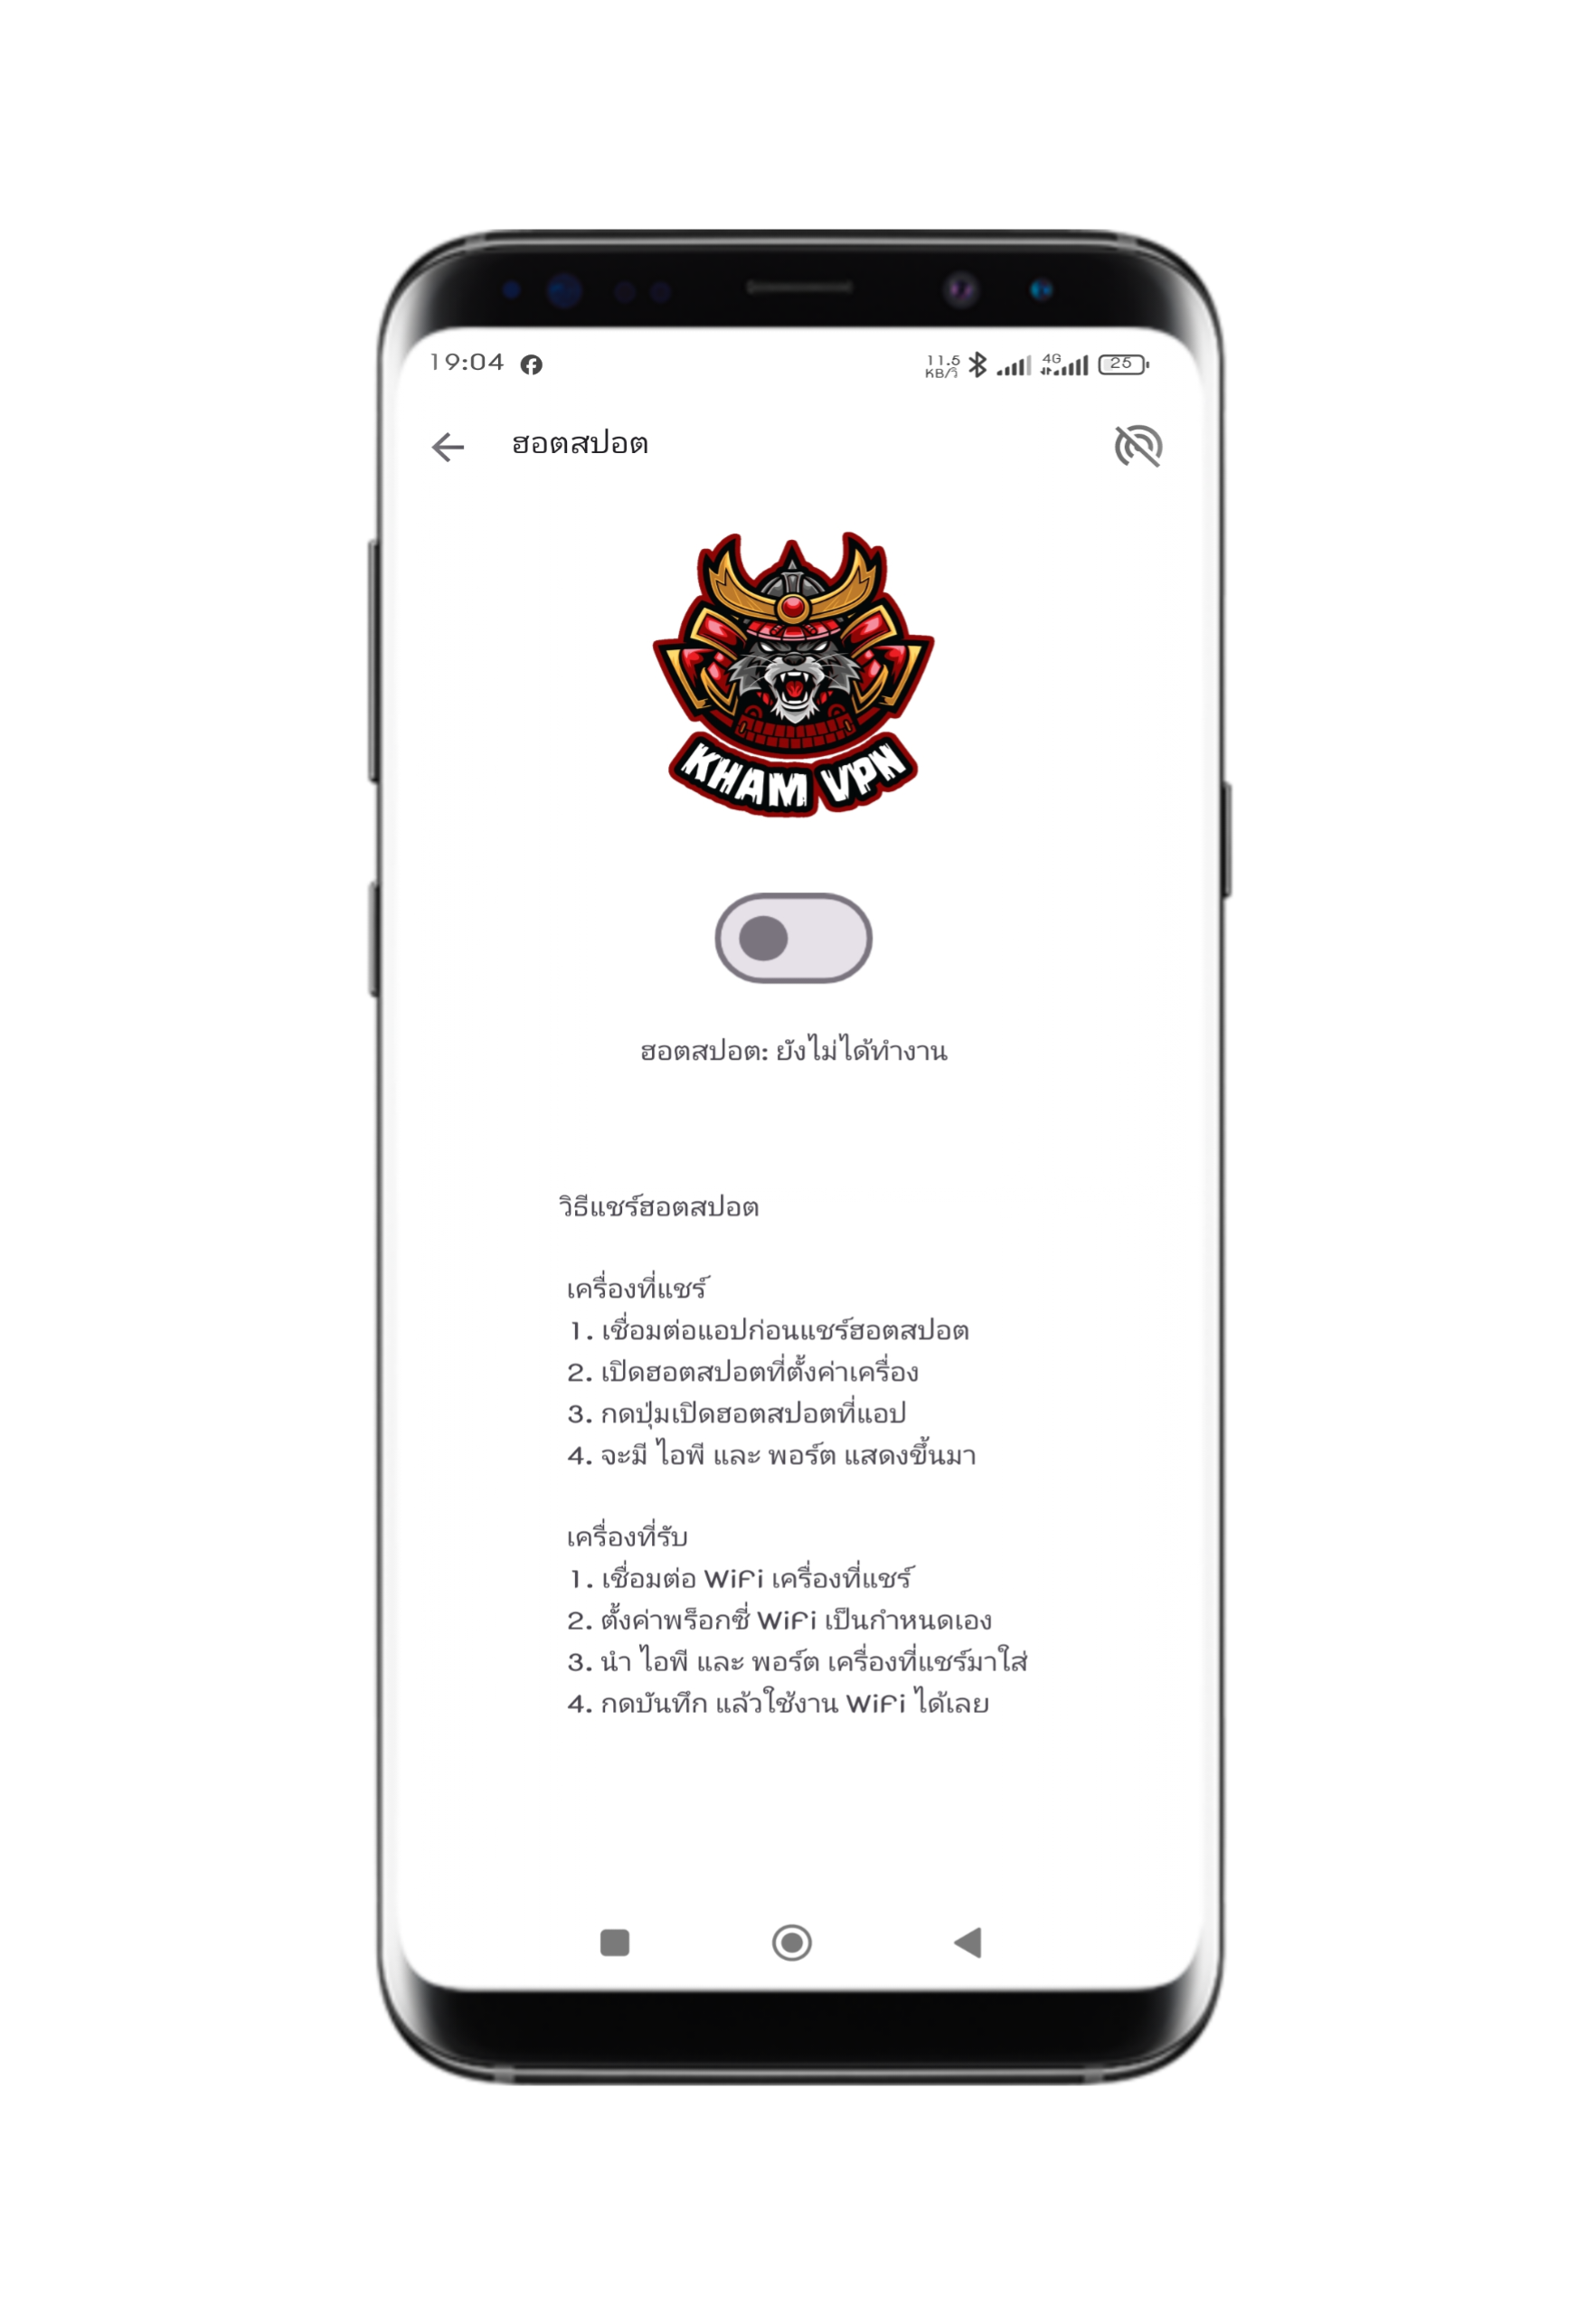 19:04
11.5
KB/วิ
4G
25
ฮอตสปอต
KHAM VPN
ฮอตสปอต: ยังไม่ได้ทำงาน
วิธีแชร์ฮอตสปอต
เครื่องที่แชร์
1. เชื่อมต่อแอปก่อนแชร์ฮอตสปอต
2. เปิดฮอตสปอตที่ตั้งค่าเครื่อง
3. กดปุ่มเปิดฮอตสปอตที่แอป
4. จะมี ไอพี และ พอร์ต แสดงขึ้นมา
เครื่องที่รับ
1. เชื่อมต่อ WiFi เครื่องที่แชร์
2. ตั้งค่าพร็อกซี่ WiFi เป็นกำหนดเอง
3. นำ ไอพี และ พอร์ต เครื่องที่แชร์มาใส่
4. กดบันทึก แล้วใช้งาน WiFi ได้เลย